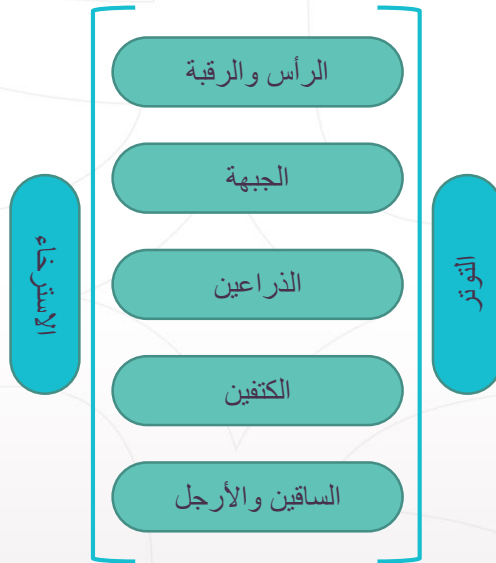 التوتر
الرأس والرقبة
الجبهة
الذراعين
الكتفين
الساقين والأرجل
الاسترخاء